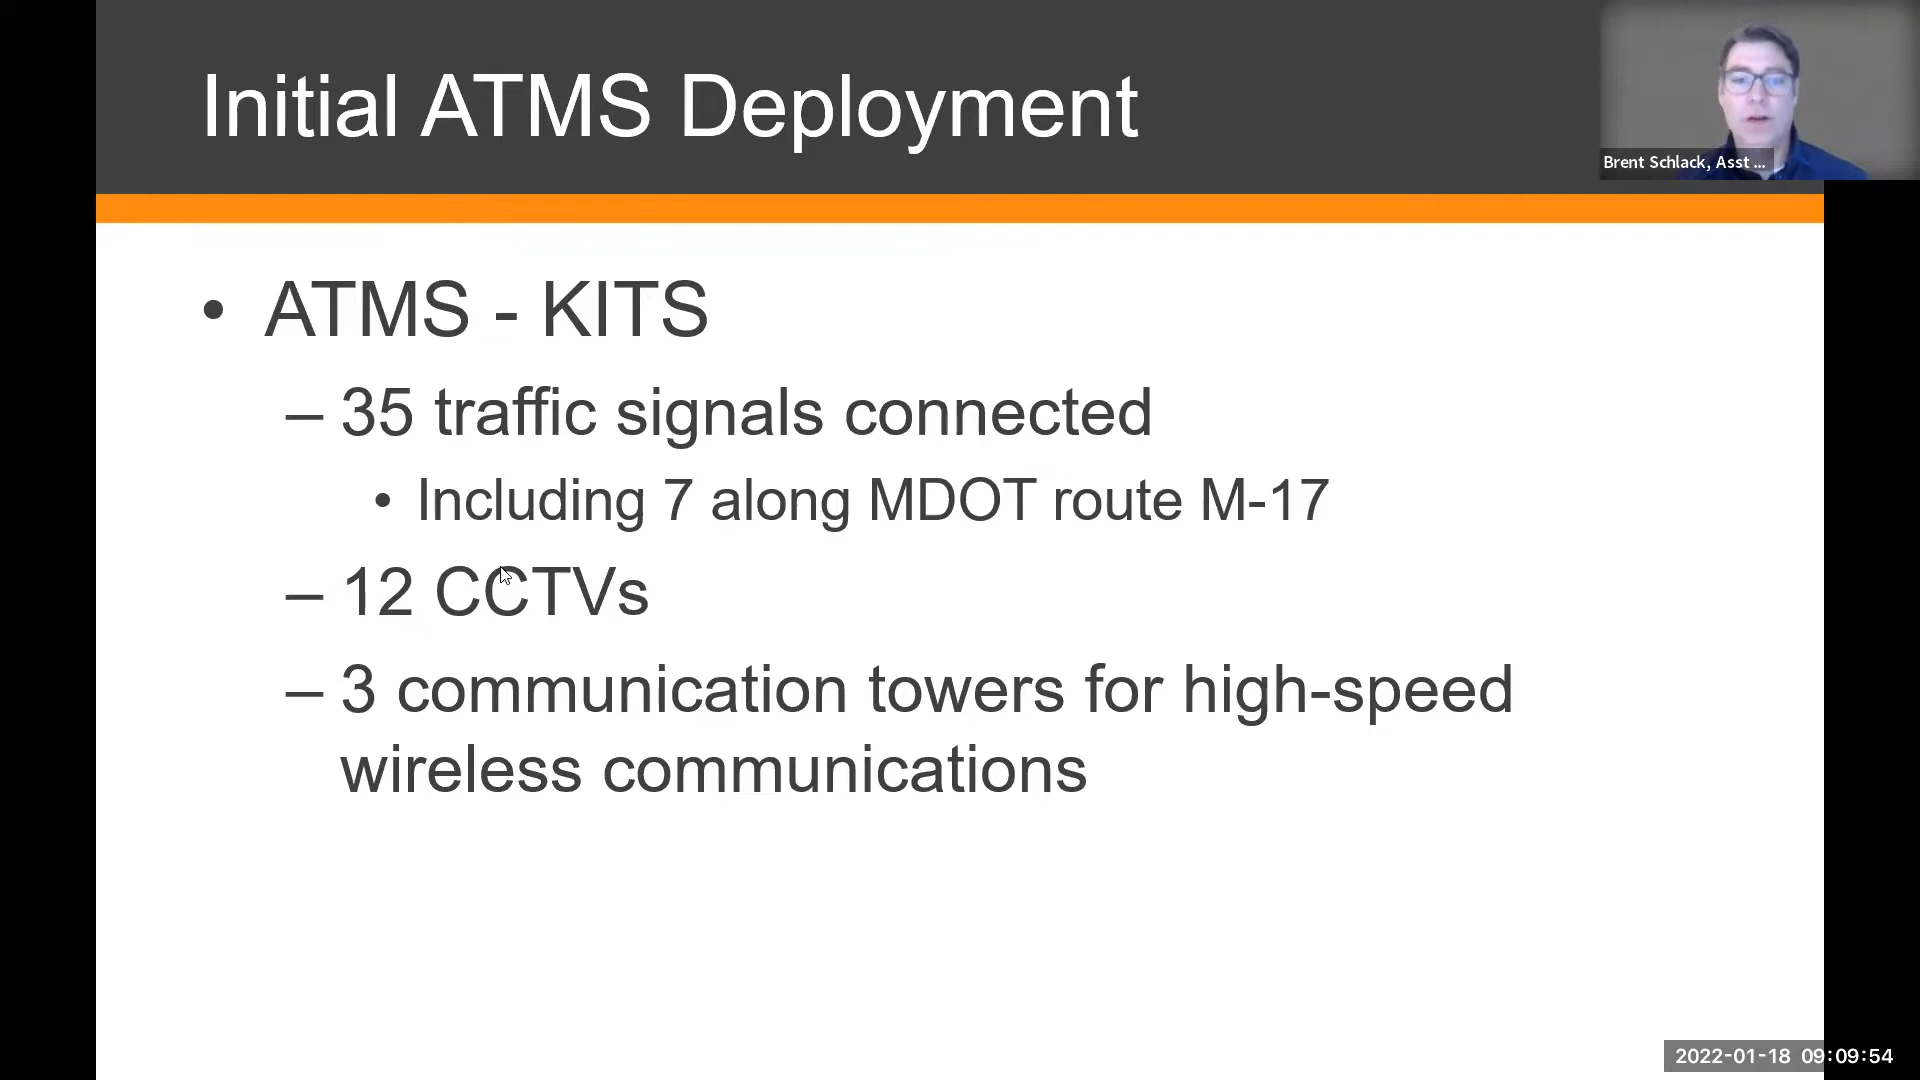 Initial ATMS Deployment
Brent Schlack, Asst ...
• ATMS - KITS
– 35 traffic signals connected
• Including 7 along MDOT route M-17
– 12 CCTVs
– 3 communication towers for high-speed
wireless communications
2022-01-18 09:09:54